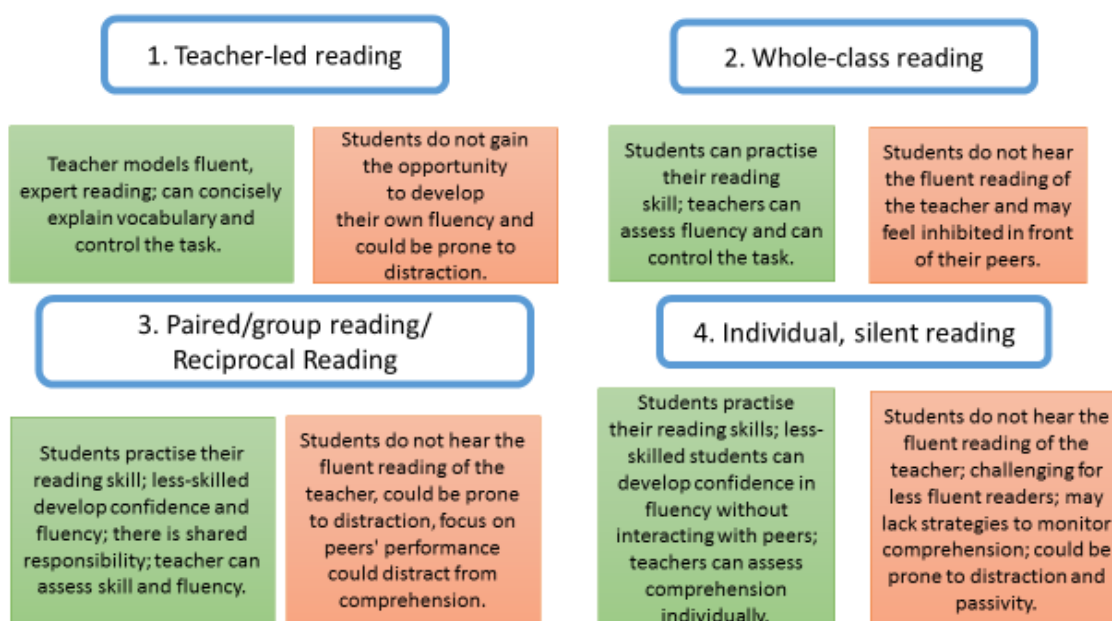 1. Teacher-led reading
Teacher models fluent,
expert reading; can concisely
explain vocabulary and
control the task.
Students do not gain
the opportunity
to develop
their own fluency and
could be prone to
distraction.
2. Whole-class reading
Students can practise
their reading
skill; teachers can
assess fluency and can
control the task.
Students do not hear
the fluent reading of
the teacher and may
feel inhibited in front
of their peers.
3. Paired/group reading/
Reciprocal Reading
Students practise their
reading skill; less-skilled
develop confidence and
fluency; there is shared
responsibility; teacher can
assess skill and fluency.
Students do not hear the
fluent reading of the
teacher, could be prone
to distraction, focus on
peers' performance
could distract from
comprehension.
4. Individual, silent reading
Students practise
their reading skills; less-
skilled students can
develop confidence in
fluency without
interacting with peers;
teachers can assess
comprehension
individually.
Students do not hear the
fluent reading of the
teacher; challenging for
less fluent readers; may
lack strategies to monitor
comprehension; could be
prone to distraction and
passivity.